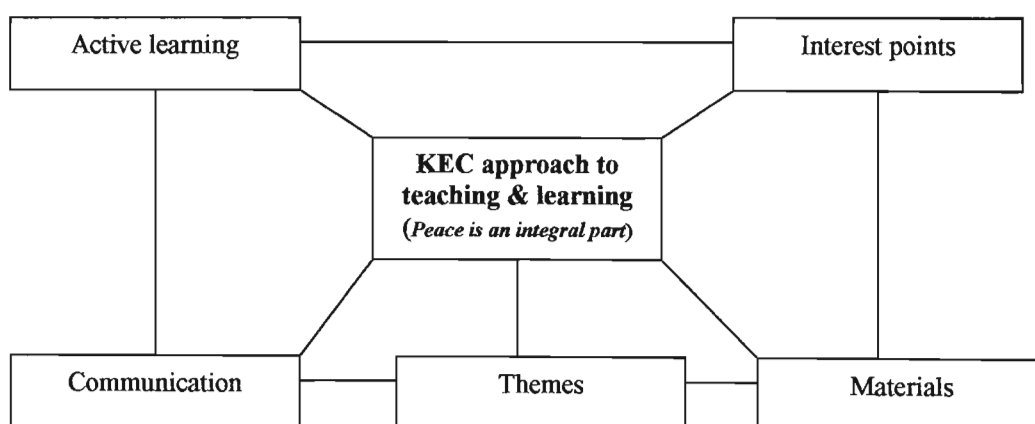 Active learning
Interest points
KEC approach to
teaching & learning
(Peace is an integral part)
Communication
Themes
Materials